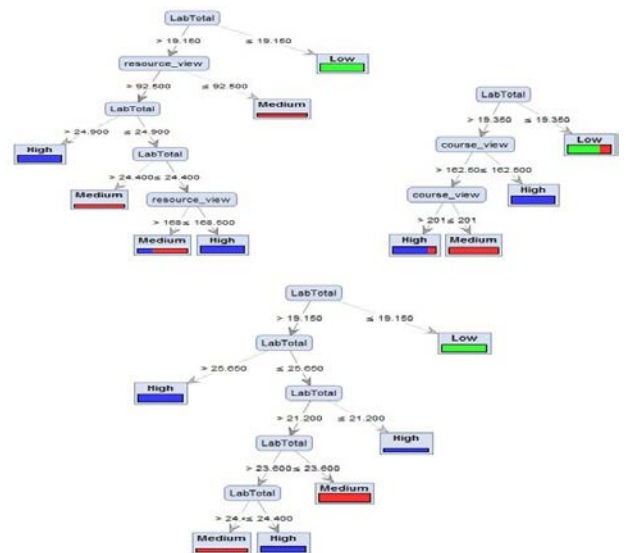 LabTotal
> 19.150 ≤ 19.150
resource_view Low
> 92.500 ≤ 92.500
LabTotal Medium
> 24.900 ≤ 24.900
High LabTotal
> 24.400 ≤ 24.400
Medium resource_view
> 168 ≤ 168.500
Medium High
LabTotal
> 19.350 ≤ 19.350
course_view Low
> 162.50 ≤ 162.500
course_view High
> 201 ≤ 201
High Medium
LabTotal
> 19.150 ≤ 19.150
LabTotal Low
> 25.650 ≤ 25.650
High LabTotal
> 21.200 ≤ 21.200
LabTotal High
> 23.600 ≤ 23.600
LabTotal Medium
> 24.4 ≤ 24.400
Medium High